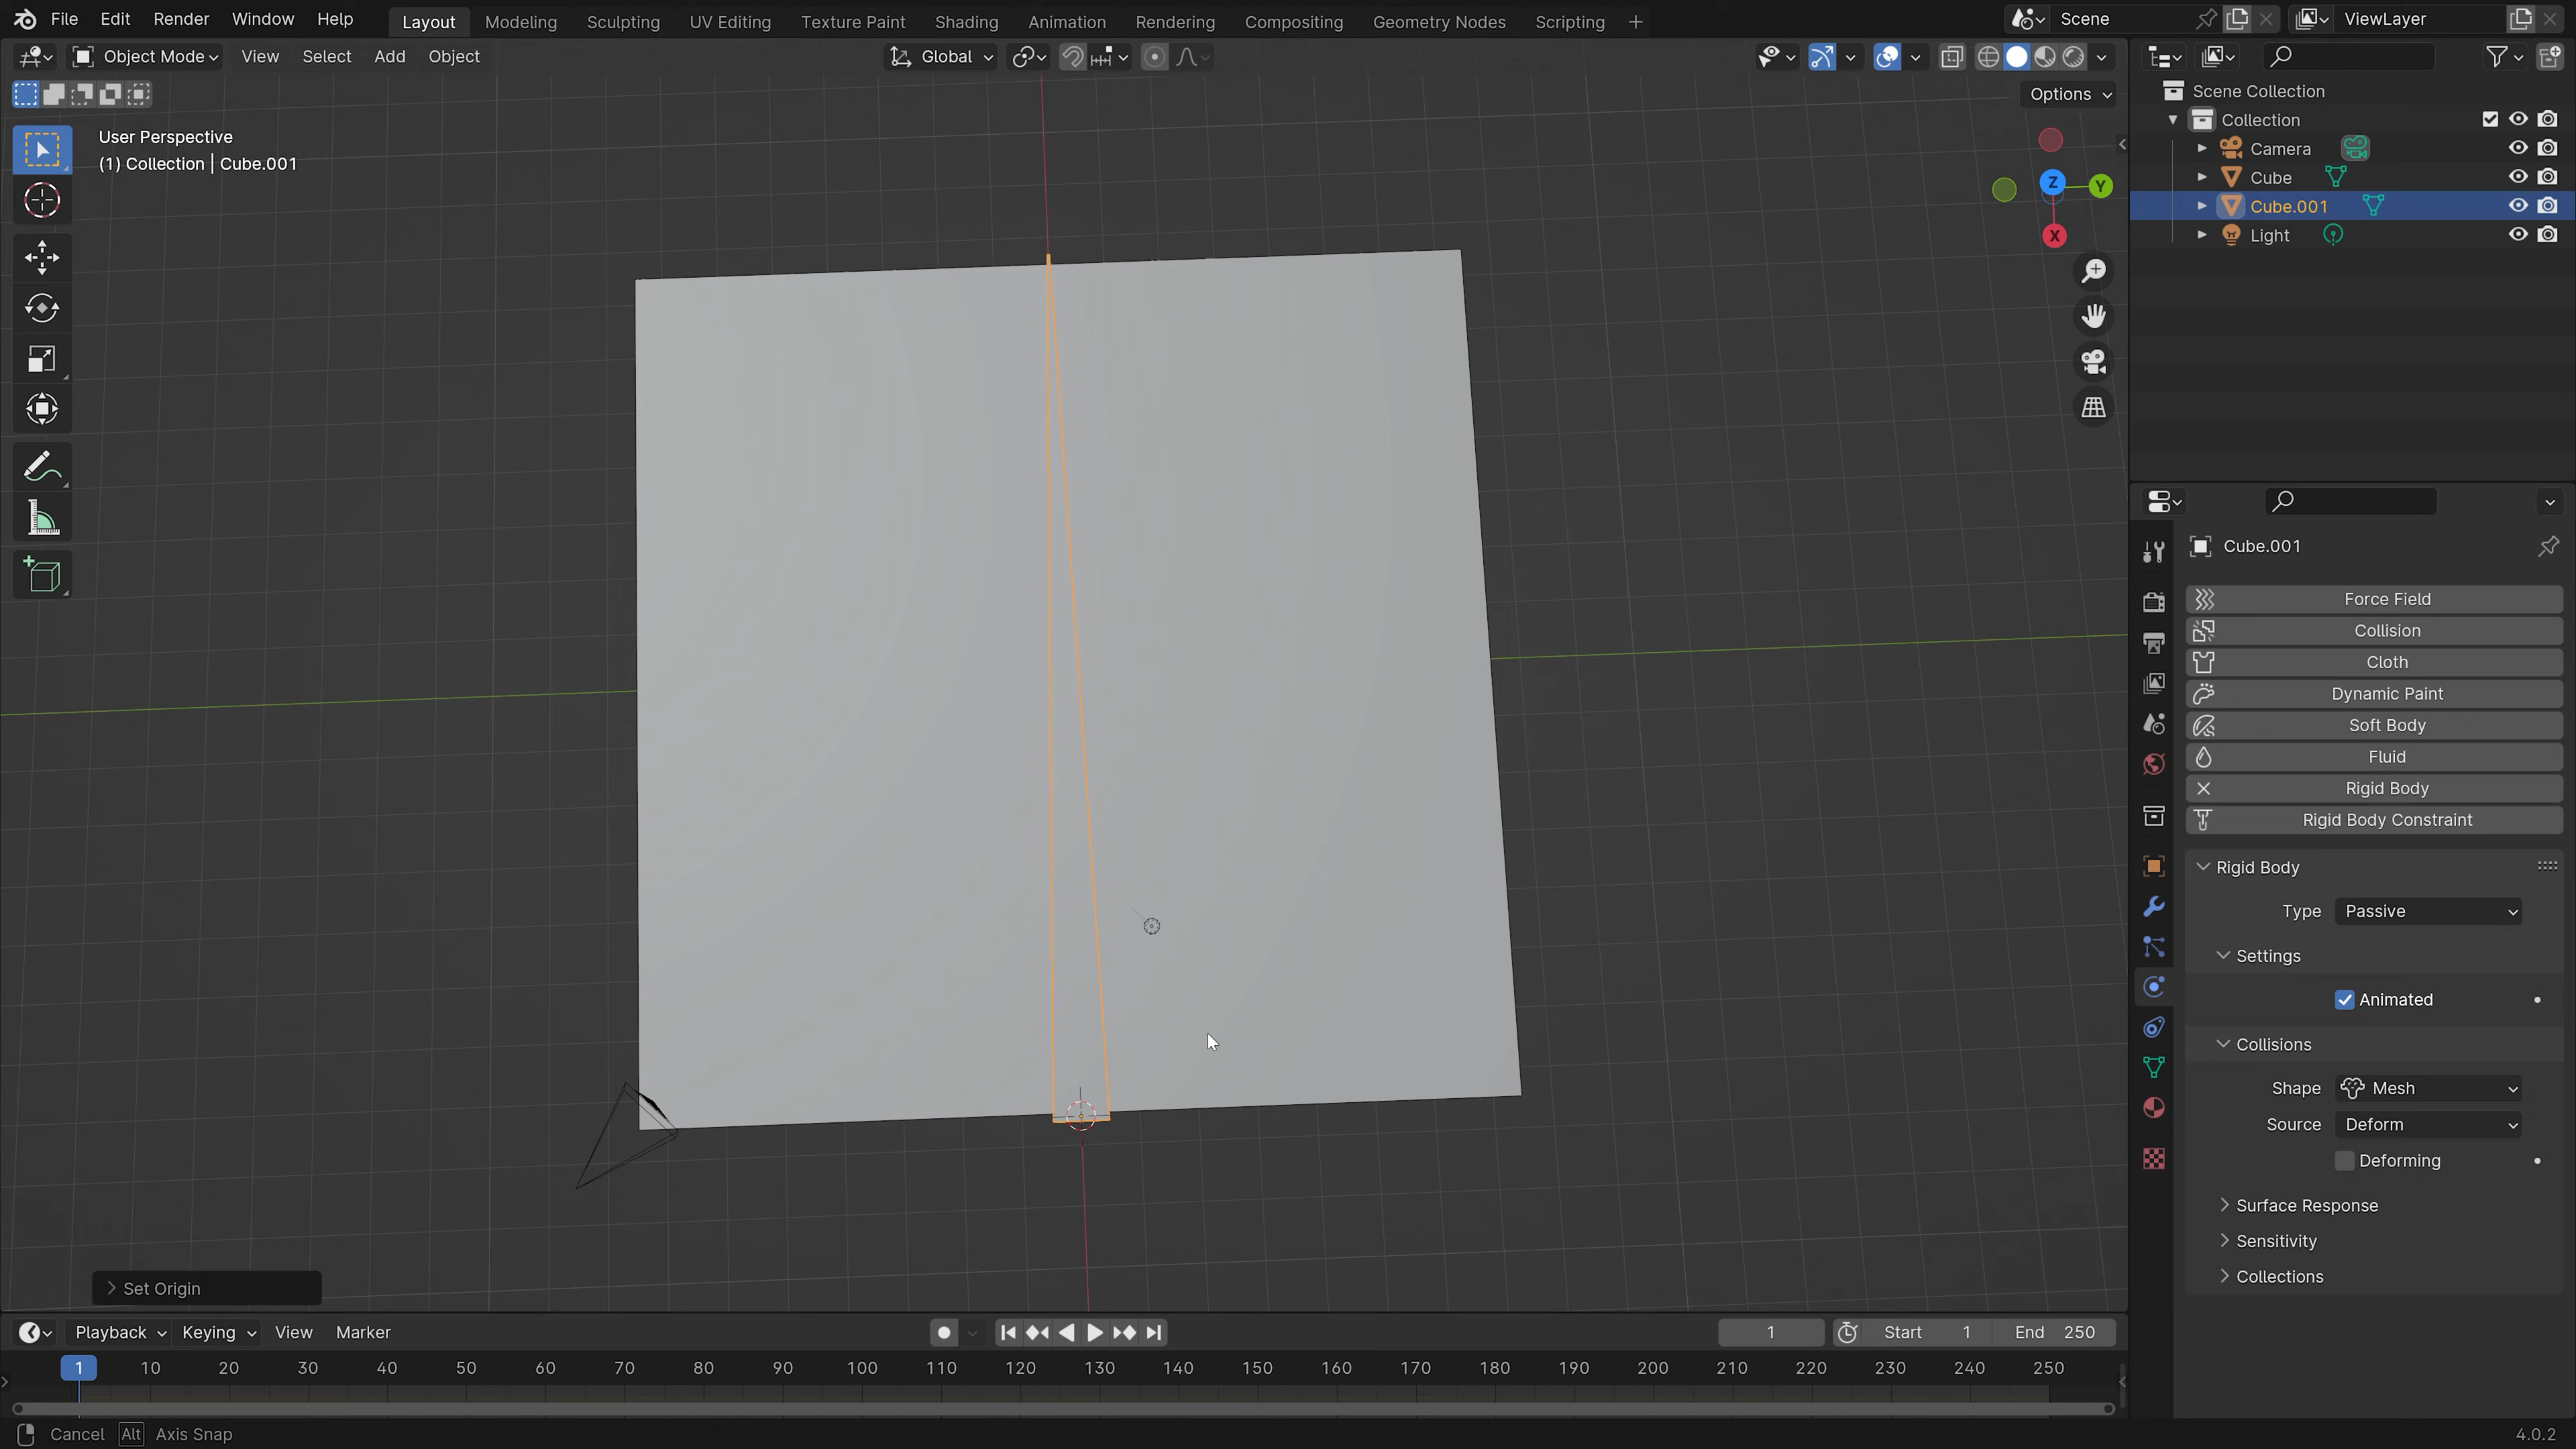 File Edit Render Window Help Layout Modeling Sculpting UV Editing Texture Paint Shading Animation Rendering Compositing Geometry Nodes Scripting + Scene ViewLayer
Object Mode View Select Add Object Global
Options
User Perspective
(1) Collection | Cube.001
Z Y X
Scene Collection
Collection
Camera
Cube
Cube.001
Light
Cube.001
Force Field
Collision
Cloth
Dynamic Paint
Soft Body
Fluid
Rigid Body
Rigid Body Constraint
Rigid Body
Type Passive
Settings
Animated
Collisions
Shape Mesh
Source Deform
Deforming
Surface Response
Sensitivity
Collections
Set Origin
Playback Keying View Marker 1 Start 1 End 250
1 10 20 30 40 50 60 70 80 90 100 110 120 130 140 150 160 170 180 190 200 210 220 230 240 250
Cancel Alt Axis Snap 4.0.2